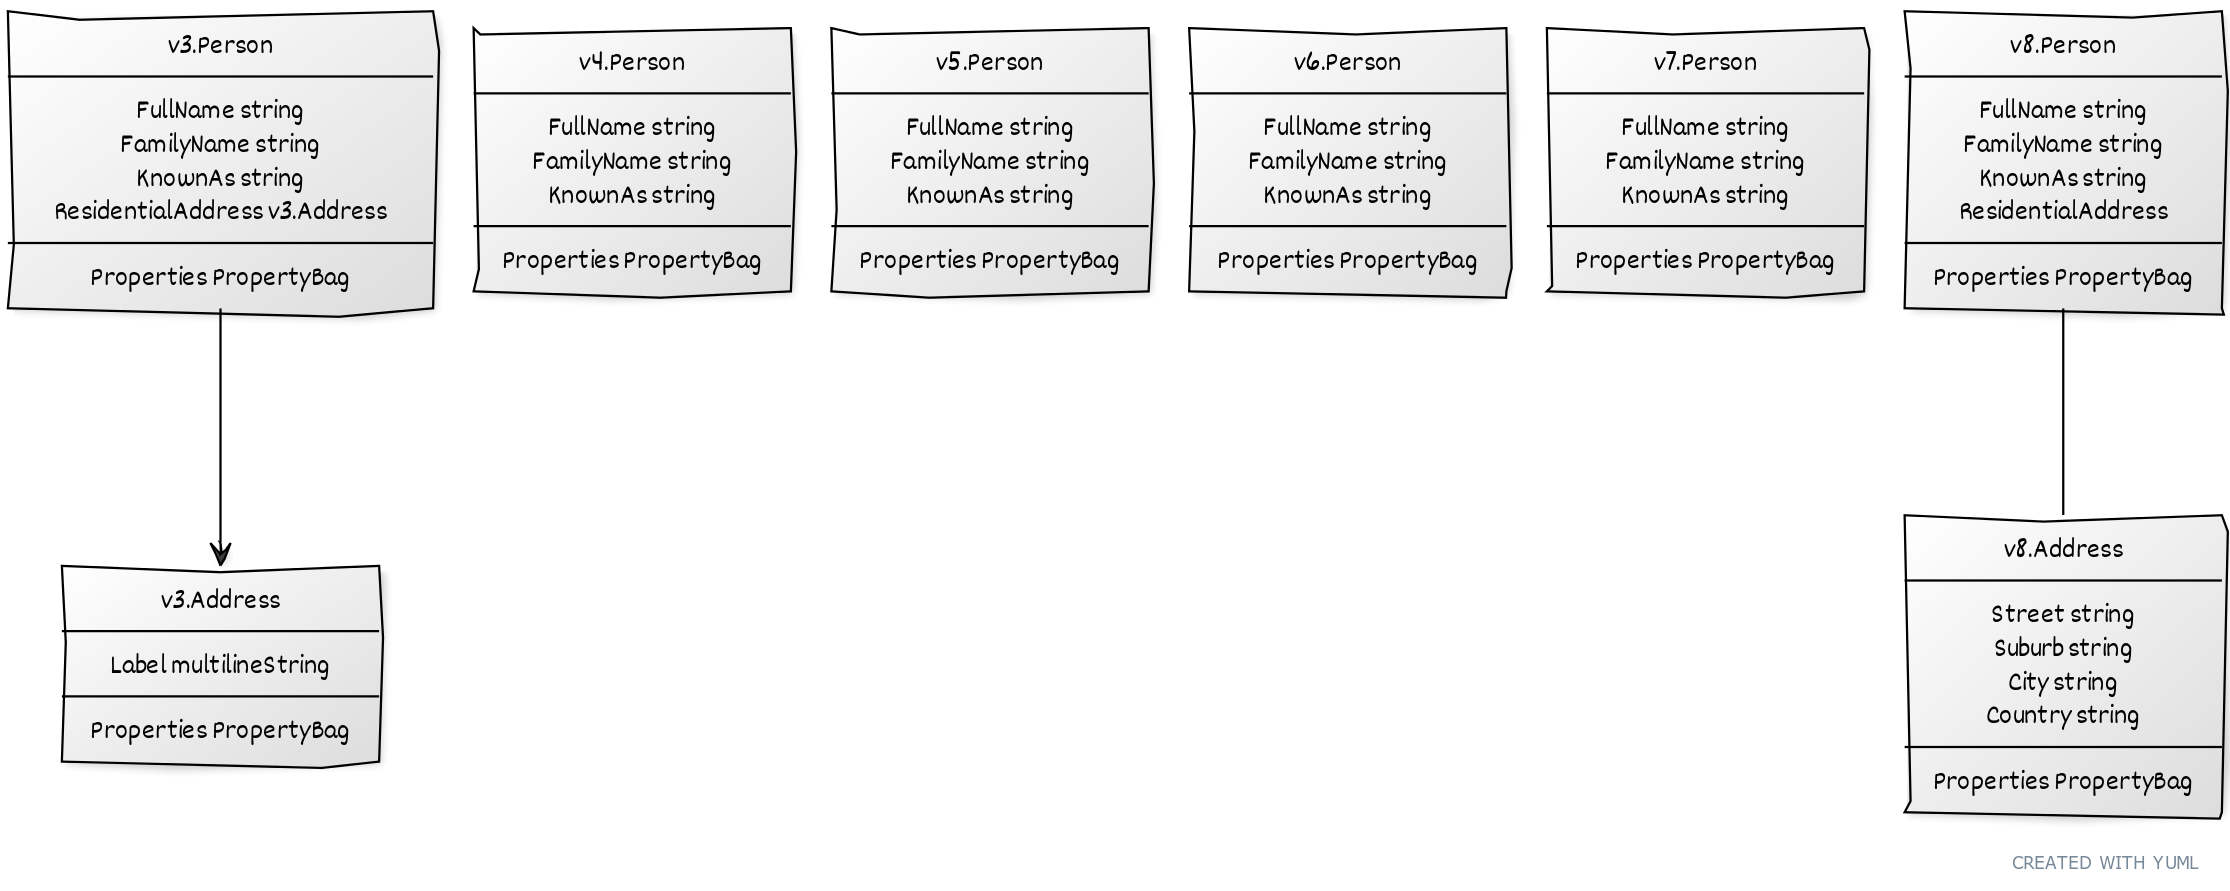 v3.Person
FullName string
FamilyName string
KnownAs string
ResidentialAddress v3.Address
Properties PropertyBag
v4.Person
FullName string
FamilyName string
KnownAs string
Properties PropertyBag
v5.Person
FullName string
FamilyName string
KnownAs string
Properties PropertyBag
v6.Person
FullName string
FamilyName string
KnownAs string
Properties PropertyBag
v7.Person
FullName string
FamilyName string
KnownAs string
Properties PropertyBag
v8.Person
FullName string
FamilyName string
KnownAs string
ResidentialAddress
Properties PropertyBag
v3.Address
Label multilineString
Properties PropertyBag
v8.Address
Street string
Suburb string
City string
Country string
Properties PropertyBag
CREATED WITH YUML